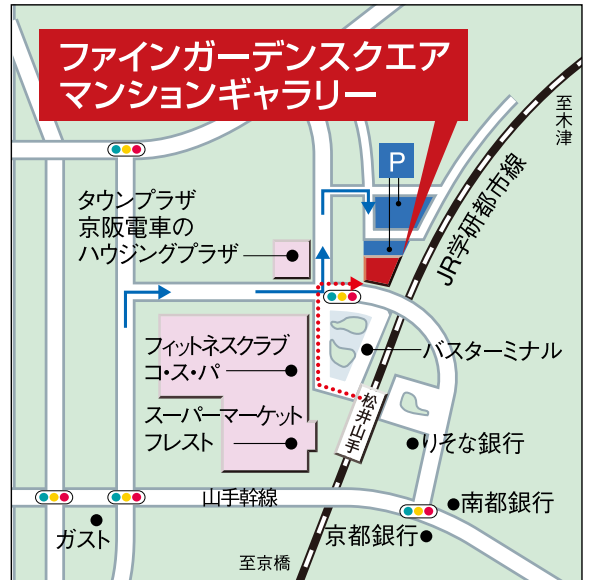 ファインガーデンスクエア
マンションギャラリー
至木津
P
JR学研都市線
タウンプラザ
京阪電車の
ハウジングプラザ
フィットネスクラブ
コ・ス・パ
バスターミナル
松井山手
スーパーマーケット
フレスト
りそな銀行
山手幹線
南都銀行
ガスト
京都銀行
至京橋